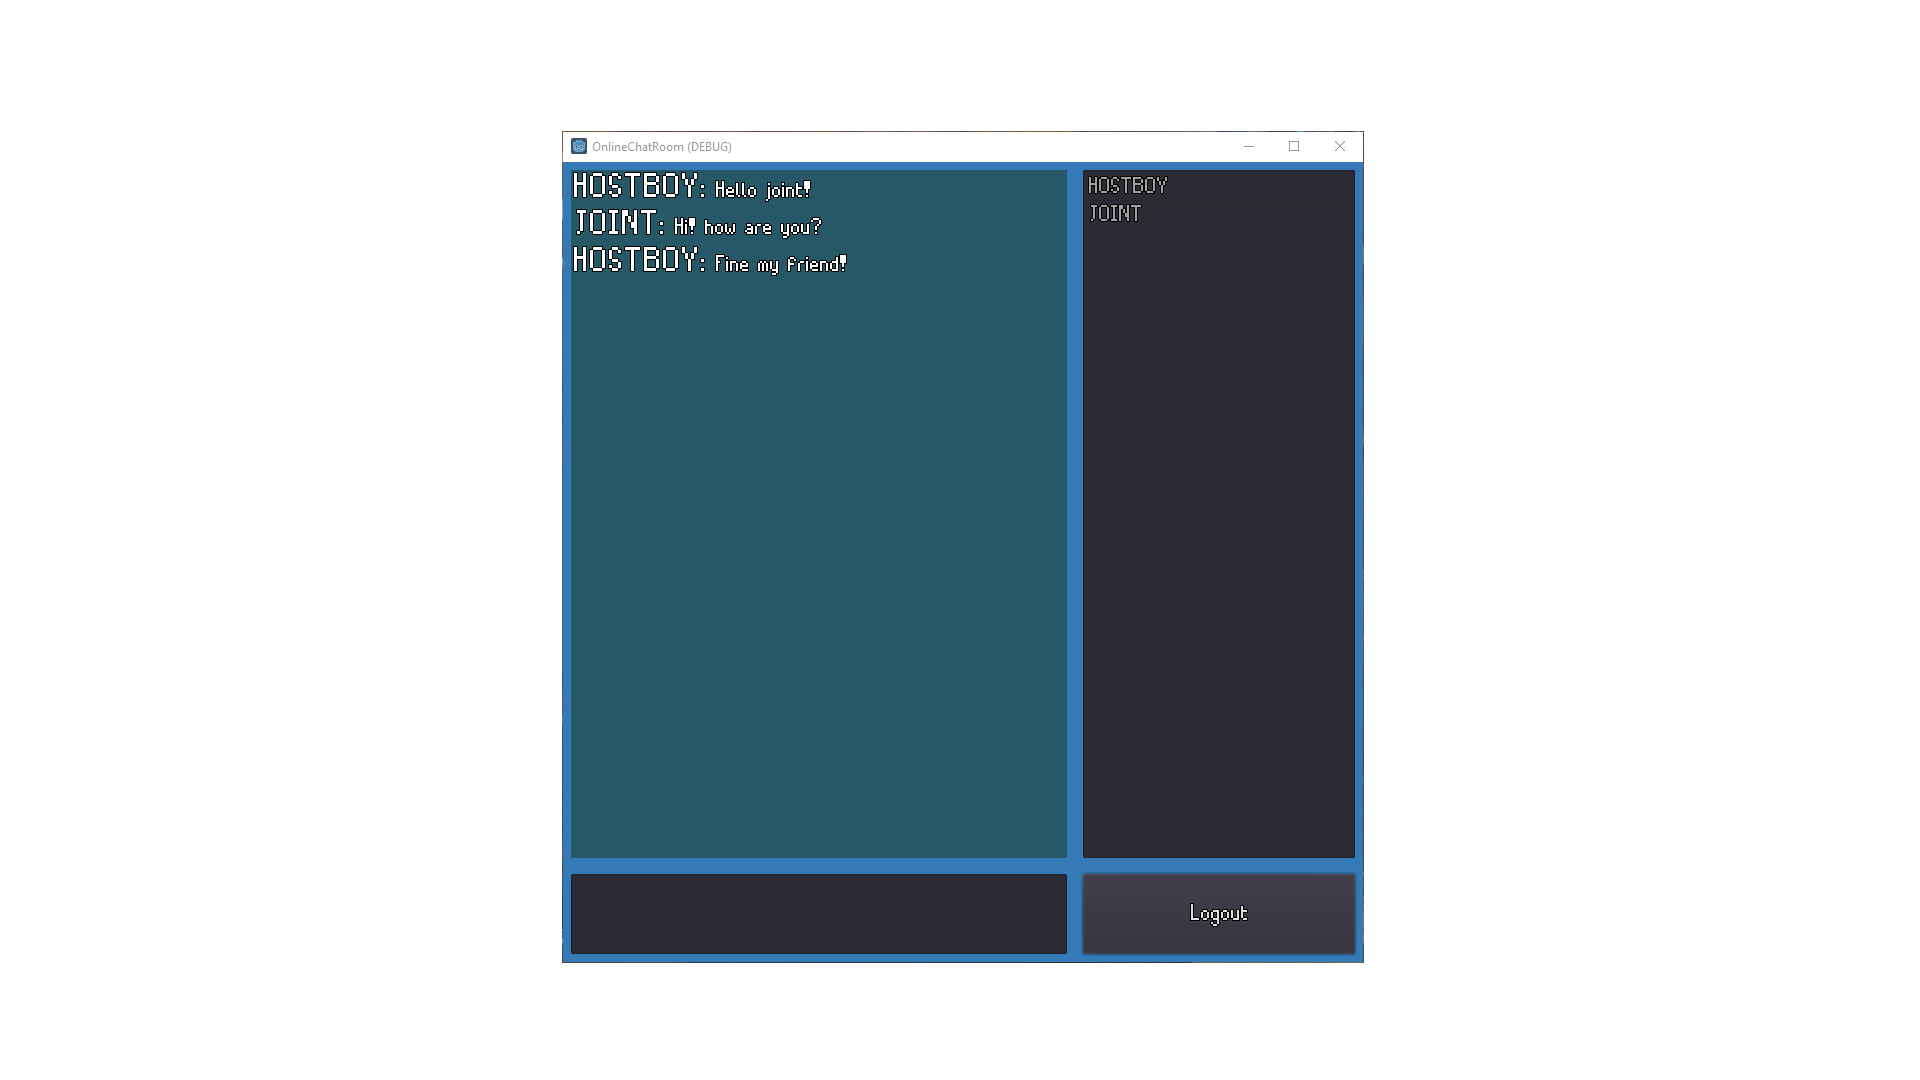 OnlineChatRoom (DEBUG)
HOSTBOY: Hello joint!
JOINT: Hi! how are you?
HOSTBOY: Fine my friend!
HOSTBOY
JOINT
Logout